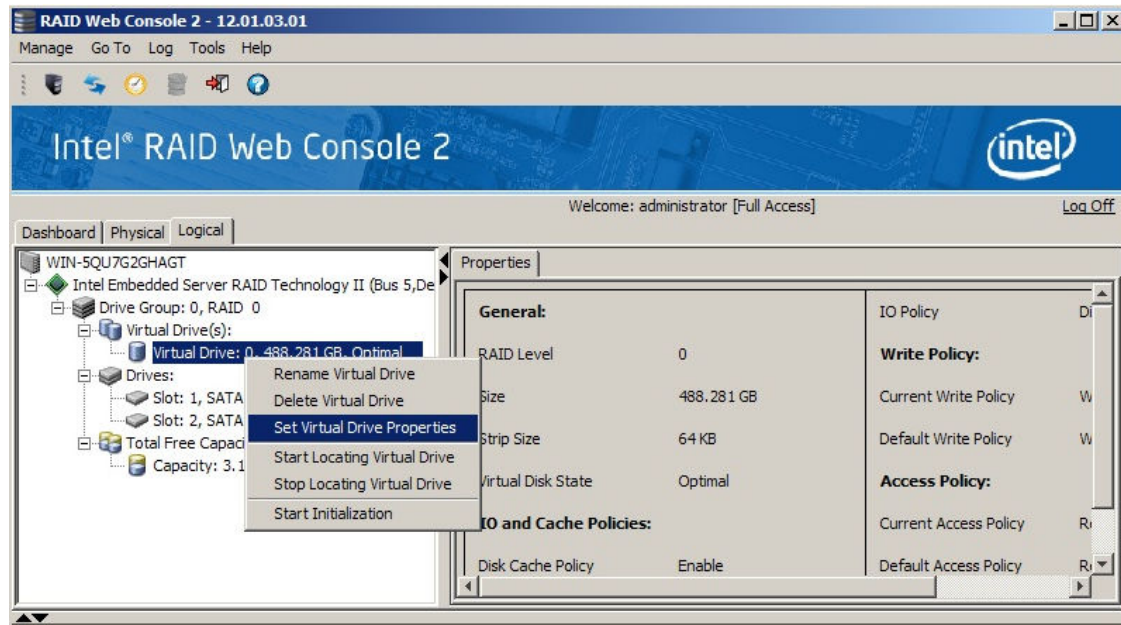 RAID Web Console 2 - 12.01.03.01
Manage Go To Log Tools Help
Intel® RAID Web Console 2
intel
Welcome: administrator [Full Access]
Log Off
Dashboard Physical Logical
WIN-5QU7G2GHAGT
Intel Embedded Server RAID Technology II (Bus 5,De
Drive Group: 0, RAID 0
Virtual Drive(s):
Virtual Drive: 0, 488.281 GB, Optimal
Drives:
Slot: 1, SATA
Slot: 2, SATA
Total Free Capaci
Capacity: 3.1
Rename Virtual Drive
Delete Virtual Drive
Set Virtual Drive Properties
Start Locating Virtual Drive
Stop Locating Virtual Drive
Start Initialization
Properties
General:
RAID Level 0
Size 488.281 GB
Strip Size 64 KB
Virtual Disk State Optimal
IO and Cache Policies:
Disk Cache Policy Enable
IO Policy Di
Write Policy:
Current Write Policy W
Default Write Policy W
Access Policy:
Current Access Policy R
Default Access Policy R